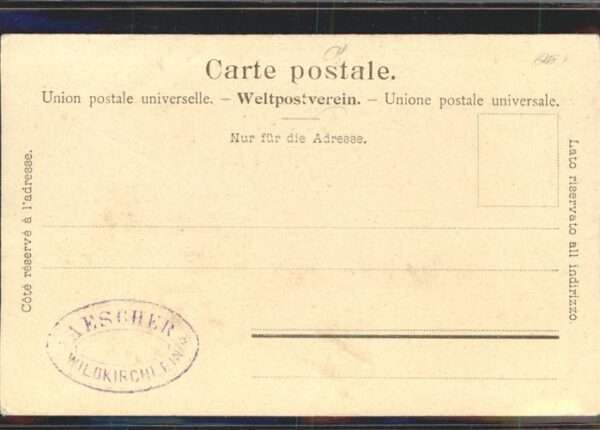 Carte postale.
Union postale universelle. – Weltpostverein. – Unione postale universale.
Nur für die Adresse.
Côté réservé à l'adresse.
Lato riservato all indirizzo.
AESCHER
WILDKIRCHLEIN